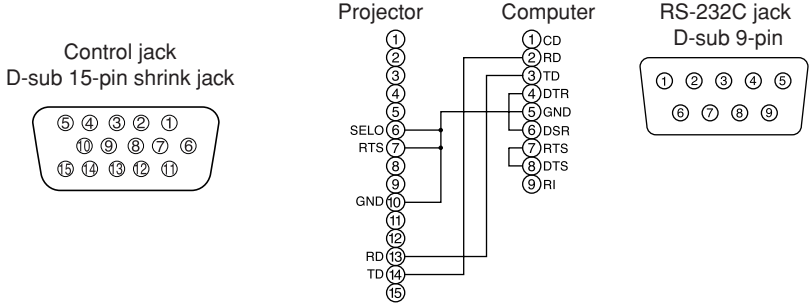 Control jack
D-sub 15-pin shrink jack
5 4 3 2 1
10 9 8 7 6
15 14 13 12 11
Projector
1
2
3
4
5
SELO 6
RTS 7
8
9
GND 10
11
12
RD 13
TD 14
15
Computer
1 CD
2 RD
3 TD
4 DTR
5 GND
6 DSR
7 RTS
8 DTS
9 RI
RS-232C jack
D-sub 9-pin
1 2 3 4 5
6 7 8 9